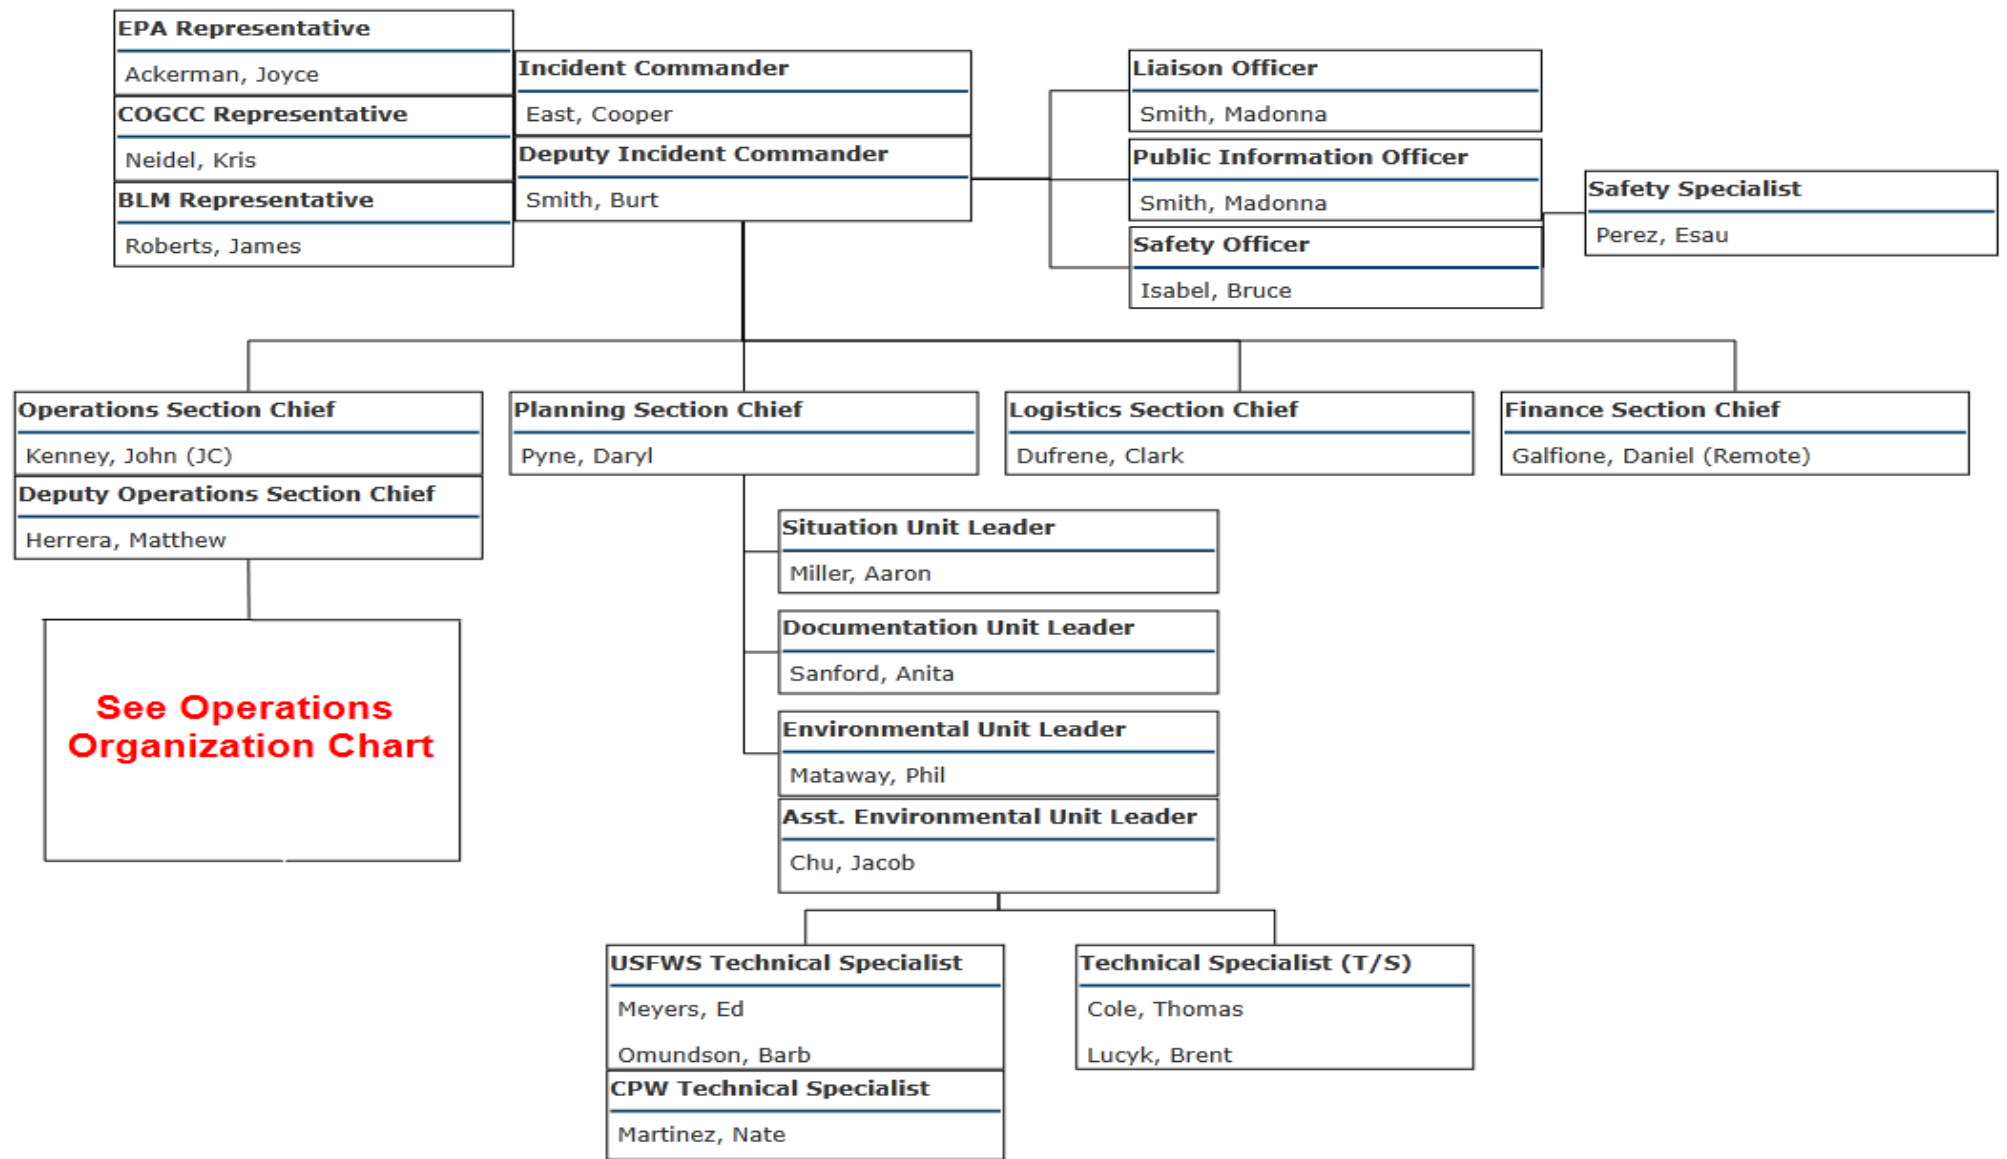 EPA Representative
Ackerman, Joyce
COGCC Representative
Neidel, Kris
BLM Representative
Roberts, James
Incident Commander
East, Cooper
Deputy Incident Commander
Smith, Burt
Liaison Officer
Smith, Madonna
Public Information Officer
Smith, Madonna
Safety Officer
Isabel, Bruce
Safety Specialist
Perez, Esau
Operations Section Chief
Kenney, John (JC)
Deputy Operations Section Chief
Herrera, Matthew
See Operations
Organization Chart
Planning Section Chief
Pyne, Daryl
Logistics Section Chief
Dufrene, Clark
Finance Section Chief
Galfione, Daniel (Remote)
Situation Unit Leader
Miller, Aaron
Documentation Unit Leader
Sanford, Anita
Environmental Unit Leader
Mataway, Phil
Asst. Environmental Unit Leader
Chu, Jacob
USFWS Technical Specialist
Meyers, Ed
Omundson, Barb
CPW Technical Specialist
Martinez, Nate
Technical Specialist (T/S)
Cole, Thomas
Lucyk, Brent